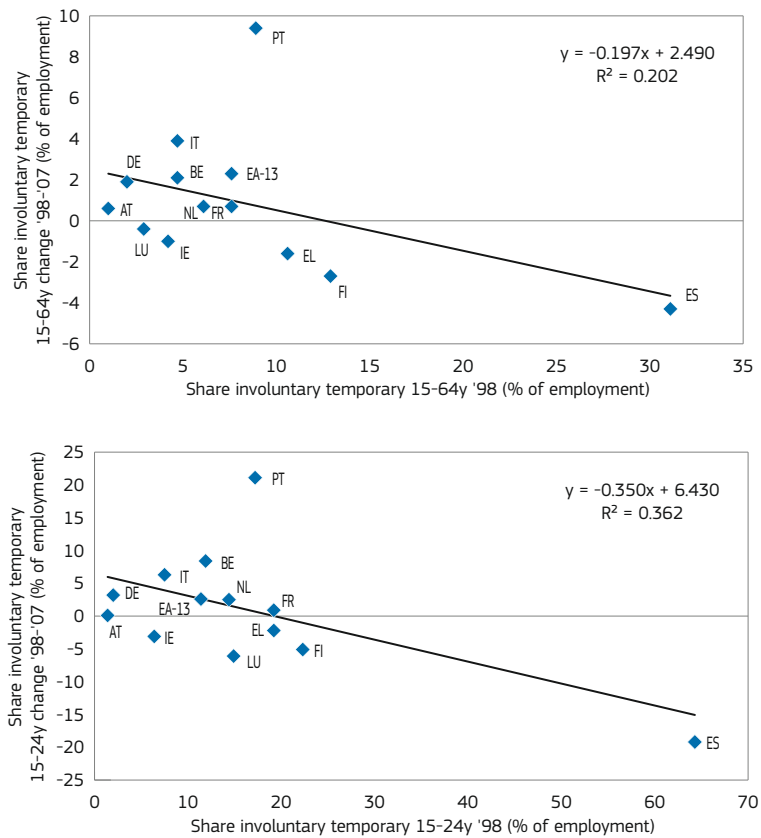 Share involuntary temporary
15-64y change '98-'07 (% of employment)
10
8
6
4
2
0
-2
-4
-6
PT
y = -0.197x + 2.490
R² = 0.202
IT
DE
BE
EA-13
AT
NL
FR
LU
IE
EL
FI
ES
0
5
10
15
20
25
30
35
Share involuntary temporary 15-64y '98 (% of employment)
Share involuntary temporary
15-24y change '98-'07 (% of employment)
25
20
15
10
5
0
-5
-10
-15
-20
-25
PT
y = -0.350x + 6.430
R² = 0.362
BE
IT
NL
DE
EA-13
FR
AT
IE
EL
LU
FI
ES
0
10
20
30
40
50
60
70
Share involuntary temporary 15-24y '98 (% of employment)